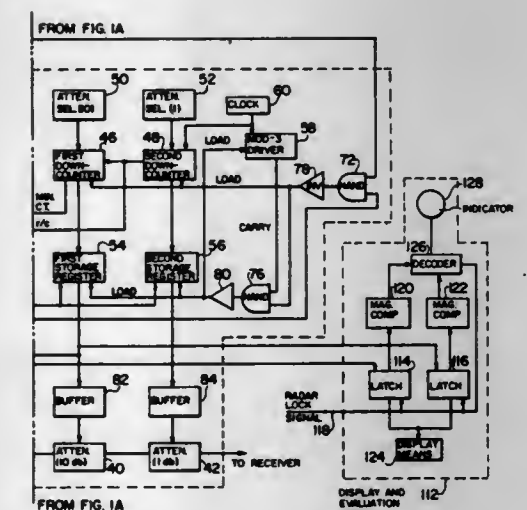 FROM FIG. 1A
50
52
60
ATTEN.
SEL.(10)
ATTEN.
SEL. (1)
CLOCK
58
46
48
LOAD
MOD-3
DRIVER
78
72
FIRST
DOWN-
COUNTER
SECOND
DOWN-
COUNTER
LOAD
INV
NAND
MIN.
CT.
r/c
CARRY
128
INDICATOR
54
56
FIRST
STORAGE
REGISTER
SECOND
STORAGE
REGISTER
80
76
LOAD
NAND
126
DECODER
120
122
MAG.
COMP
MAG.
COMP
82
84
114
116
BUFFER
BUFFER
RADAR
LOCK
SIGNAL
118
LATCH
LATCH
ATTEN.
(10 db)
40
ATTEN.
(1 db)
42
TO RECEIVER
124
DISPLAY
MEANS
FROM FIG. 1A
DISPLAY AND
EVALUATION
112